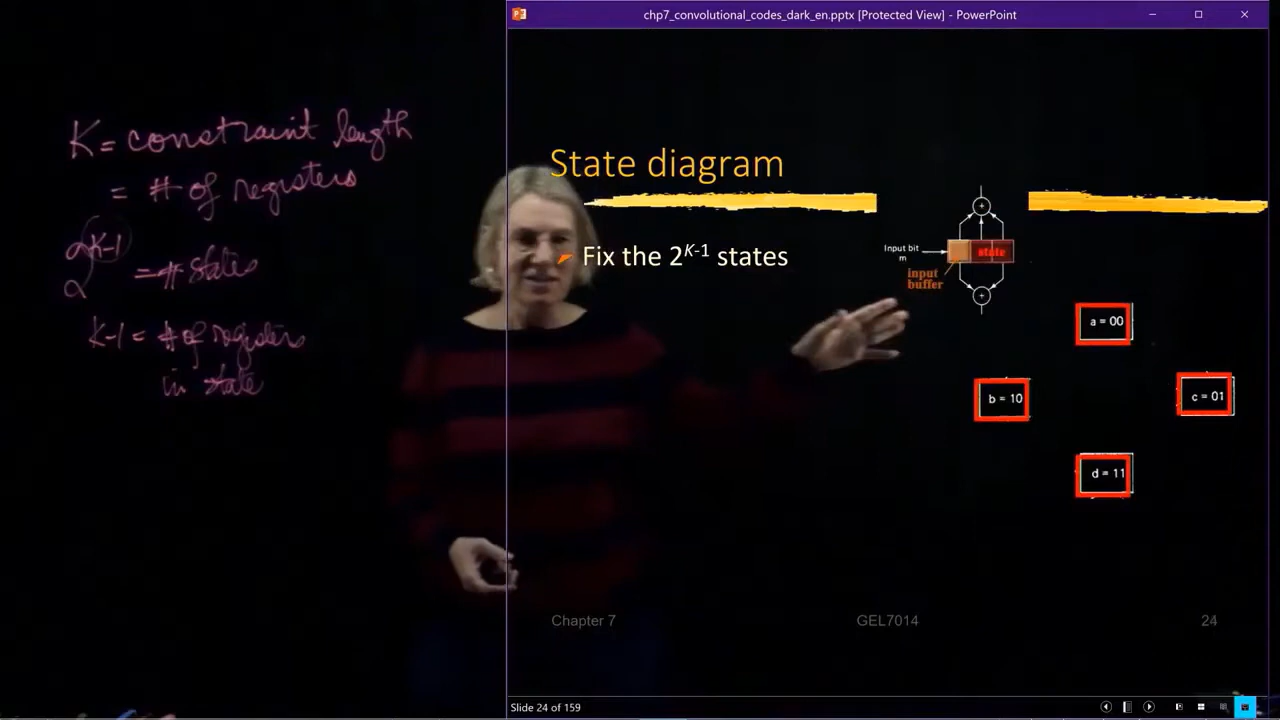 chp7_convolutional_codes_dark_en.pptx [Protected View] - PowerPoint
K = constraint length
= # of registers
2^K-1 = # states
2
K-1 = # of registers
in state
State diagram
Fix the 2^K-1 states
Input bit
m
input
buffer
state
a = 00
b = 10
c = 01
d = 11
Chapter 7
GEL7014
24
Slide 24 of 159